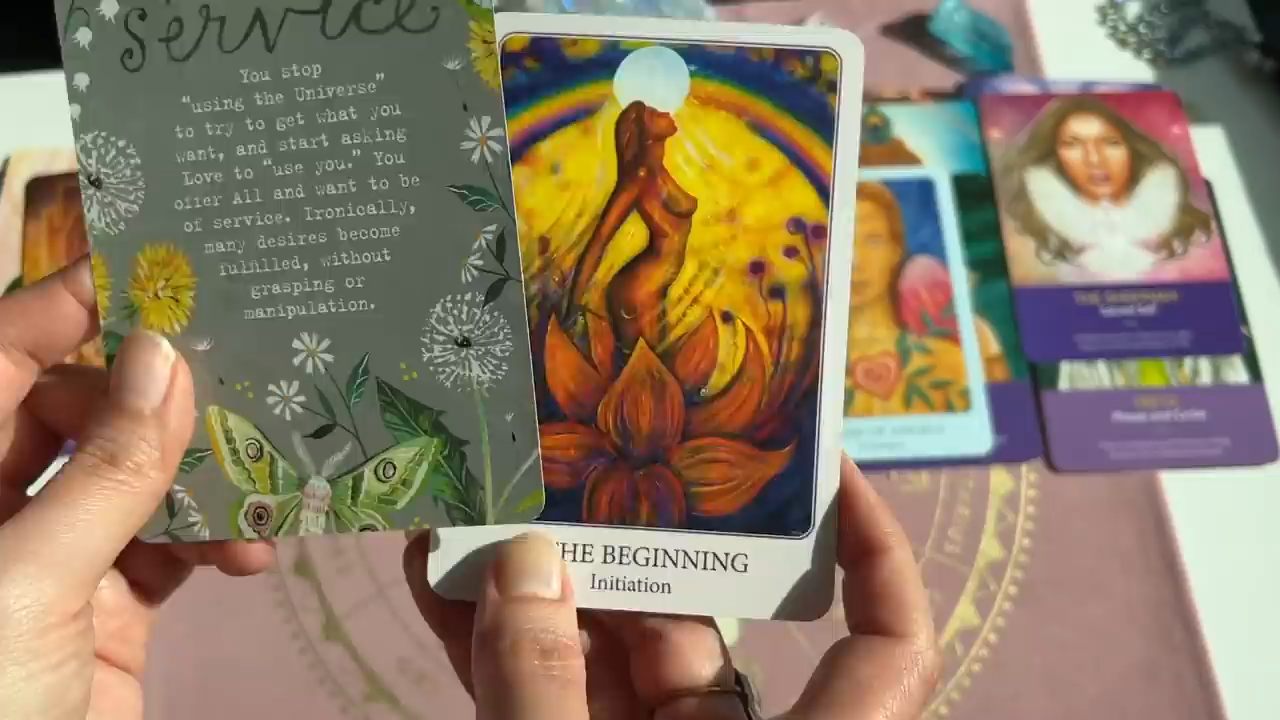 service
You stop
"using the Universe"
to try to get what you
want, and start asking
Love to "use you." You
offer All and want to be
of service. Ironically,
many desires become
fulfilled, without
grasping or
manipulation.
THE BEGINNING
Initiation